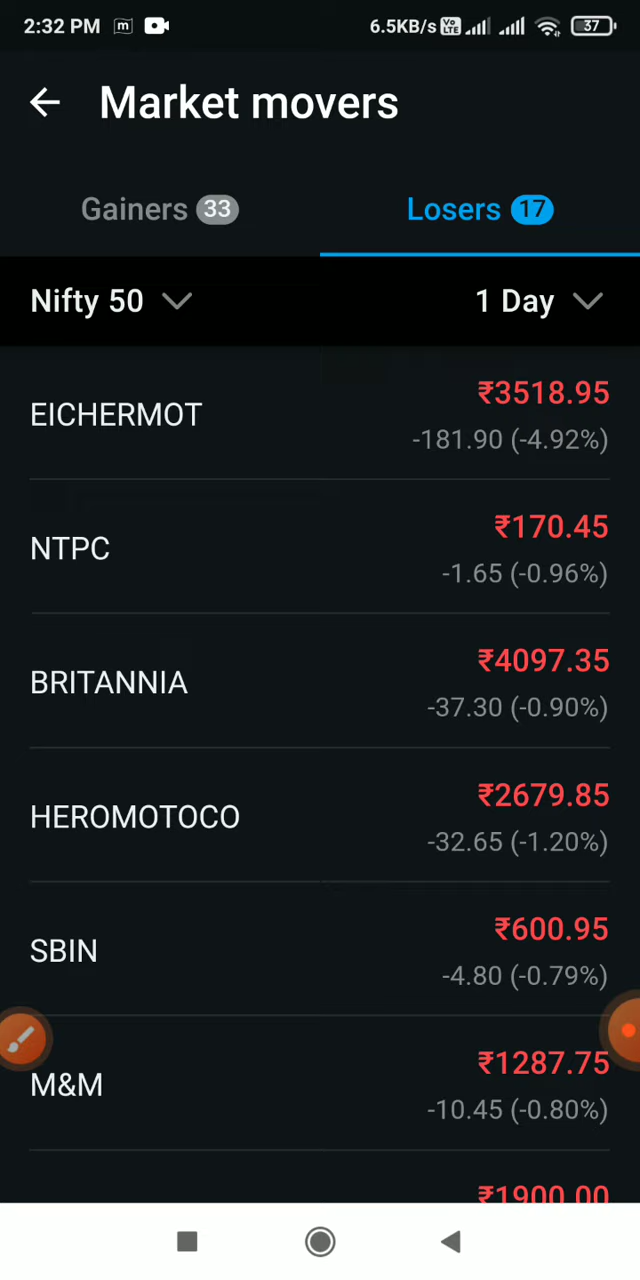 2:32 PM m 6.5KB/s Vo LTE 37
Market movers
Gainers 33 Losers 17
Nifty 50 1 Day
₹3518.95
EICHERMOT
-181.90 (-4.92%)
₹170.45
NTPC
-1.65 (-0.96%)
₹4097.35
BRITANNIA
-37.30 (-0.90%)
₹2679.85
HEROMOTOCO
-32.65 (-1.20%)
₹600.95
SBIN
-4.80 (-0.79%)
₹1287.75
M&M
-10.45 (-0.80%)
₹1900.00